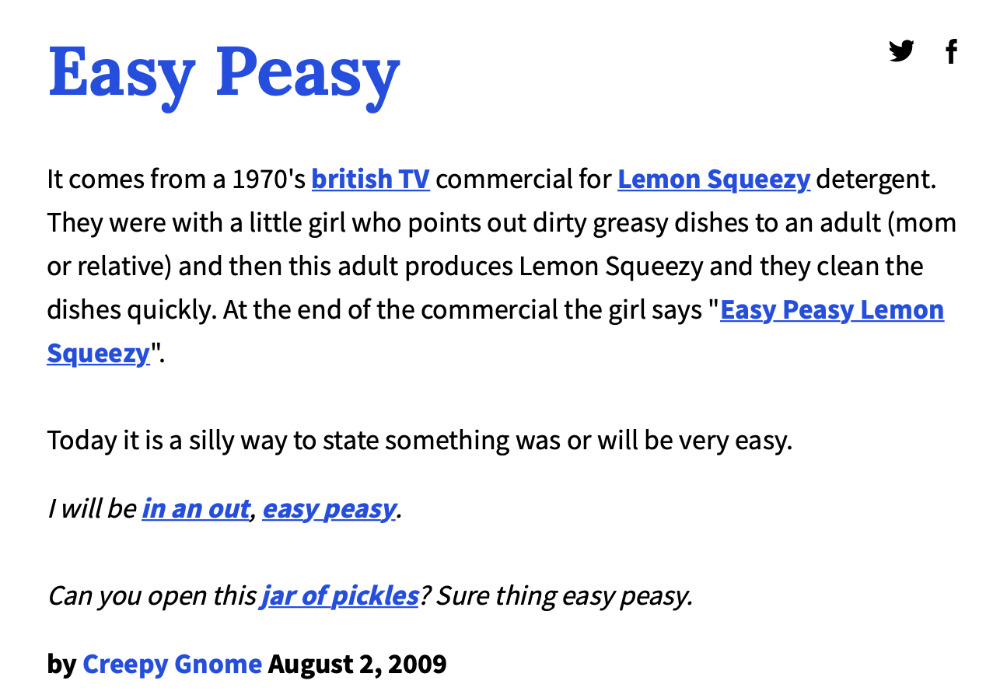 Easy Peasy
It comes from a 1970's british TV commercial for Lemon Squeezy detergent.
They were with a little girl who points out dirty greasy dishes to an adult (mom
or relative) and then this adult produces Lemon Squeezy and they clean the
dishes quickly. At the end of the commercial the girl says "Easy Peasy Lemon
Squeezy".
Today it is a silly way to state something was or will be very easy.
I will be in an out, easy peasy.
Can you open this jar of pickles? Sure thing easy peasy.
by Creepy Gnome August 2, 2009